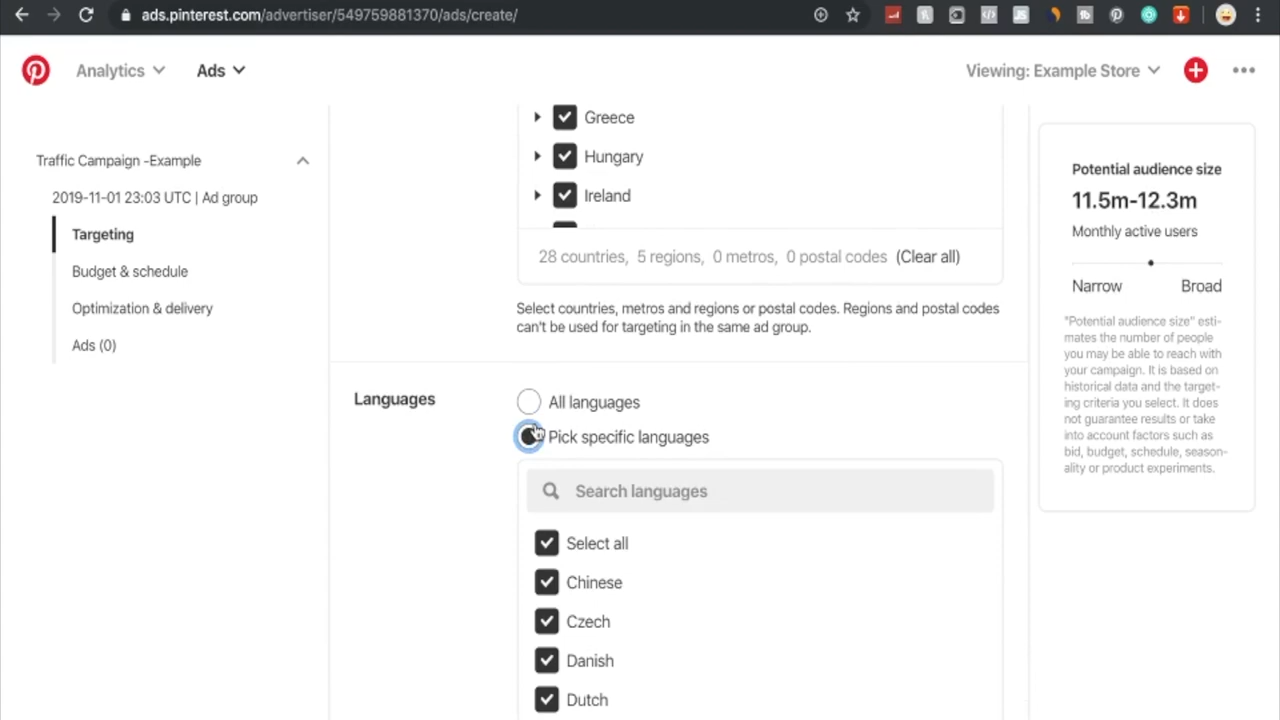 ads.pinterest.com/advertiser/549759881370/ads/create/
Analytics
Ads
Viewing: Example Store
Traffic Campaign -Example
2019-11-01 23:03 UTC | Ad group
Targeting
Budget & schedule
Optimization & delivery
Ads (0)
Greece
Hungary
Ireland
28 countries, 5 regions, 0 metros, 0 postal codes (Clear all)
Select countries, metros and regions or postal codes. Regions and postal codes
can't be used for targeting in the same ad group.
Languages
All languages
Pick specific languages
Search languages
Select all
Chinese
Czech
Danish
Dutch
Potential audience size
11.5m-12.3m
Monthly active users
Narrow
Broad
"Potential audience size" esti-
mates the number of people
you may be able to reach with
your campaign. It is based on
historical data and the target-
ing criteria you select. It does
not guarantee results or take
into account factors such as
bid, budget, schedule, season-
ality or product experiments.